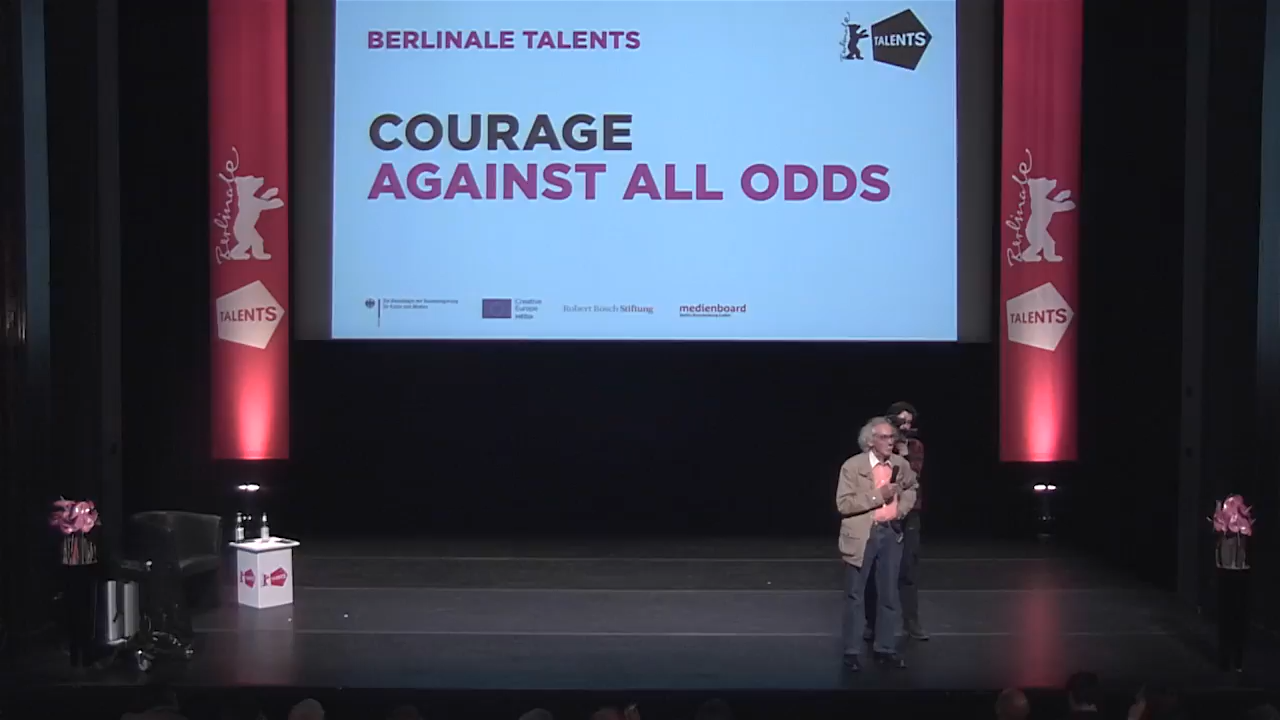 BERLINALE TALENTS
TALENTS
COURAGE
AGAINST ALL ODDS
Creative
Europe
MEDIA
Robert Bosch Stiftung
medienboard
Berlinale
TALENTS
Berlinale
TALENTS